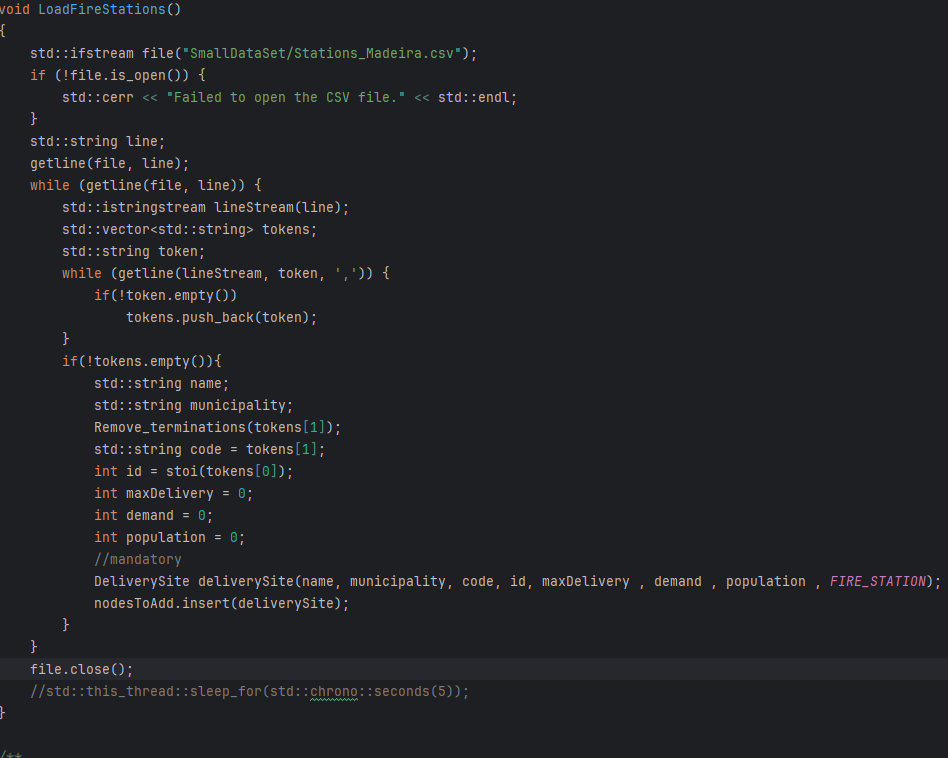 void LoadFireStations()
{
    std::ifstream file("SmallDataSet/Stations_Madeira.csv");
    if (!file.is_open()) {
        std::cerr << "Failed to open the CSV file." << std::endl;
    }
    std::string line;
    getline(file, line);
    while (getline(file, line)) {
        std::istringstream lineStream(line);
        std::vector<std::string> tokens;
        std::string token;
        while (getline(lineStream, token, ',')) {
            if(!token.empty())
                tokens.push_back(token);
        }
        if(!tokens.empty()){
            std::string name;
            std::string municipality;
            Remove_terminations(tokens[1]);
            std::string code = tokens[1];
            int id = stoi(tokens[0]);
            int maxDelivery = 0;
            int demand = 0;
            int population = 0;
            //mandatory
            DeliverySite deliverySite(name, municipality, code, id, maxDelivery , demand , population , FIRE_STATION);
            nodesToAdd.insert(deliverySite);
        }
    }
    file.close();
    //std::this_thread::sleep_for(std::chrono::seconds(5));
}
/**